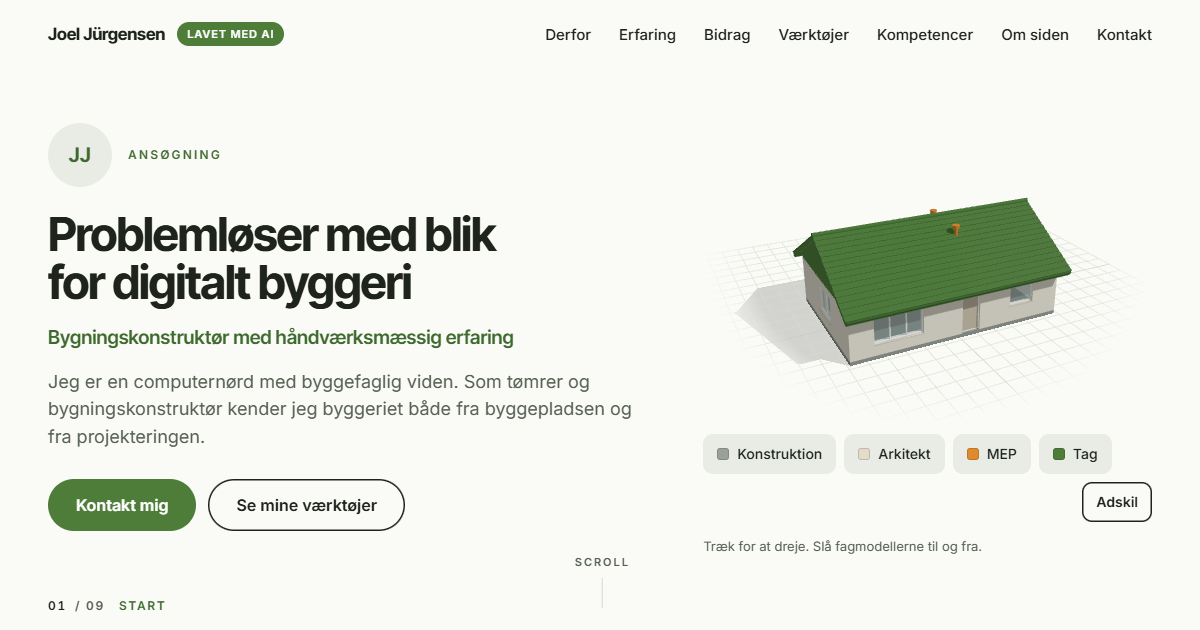 Joel Jürgensen
LAVET MED AI
Derfor
Erfaring
Bidrag
Værktøjer
Kompetencer
Om siden
Kontakt
JJ
ANSØGNING
Problemløser med blik
for digitalt byggeri
Bygningskonstruktør med håndværksmæssig erfaring
Jeg er en computernørd med byggefaglig viden. Som tømrer og
bygningskonstruktør kender jeg byggeriet både fra byggepladsen og
fra projekteringen.
Kontakt mig
Se mine værktøjer
Konstruktion
Arkitekt
MEP
Tag
Adskil
Træk for at dreje. Slå fagmodellerne til og fra.
SCROLL
01 / 09 START